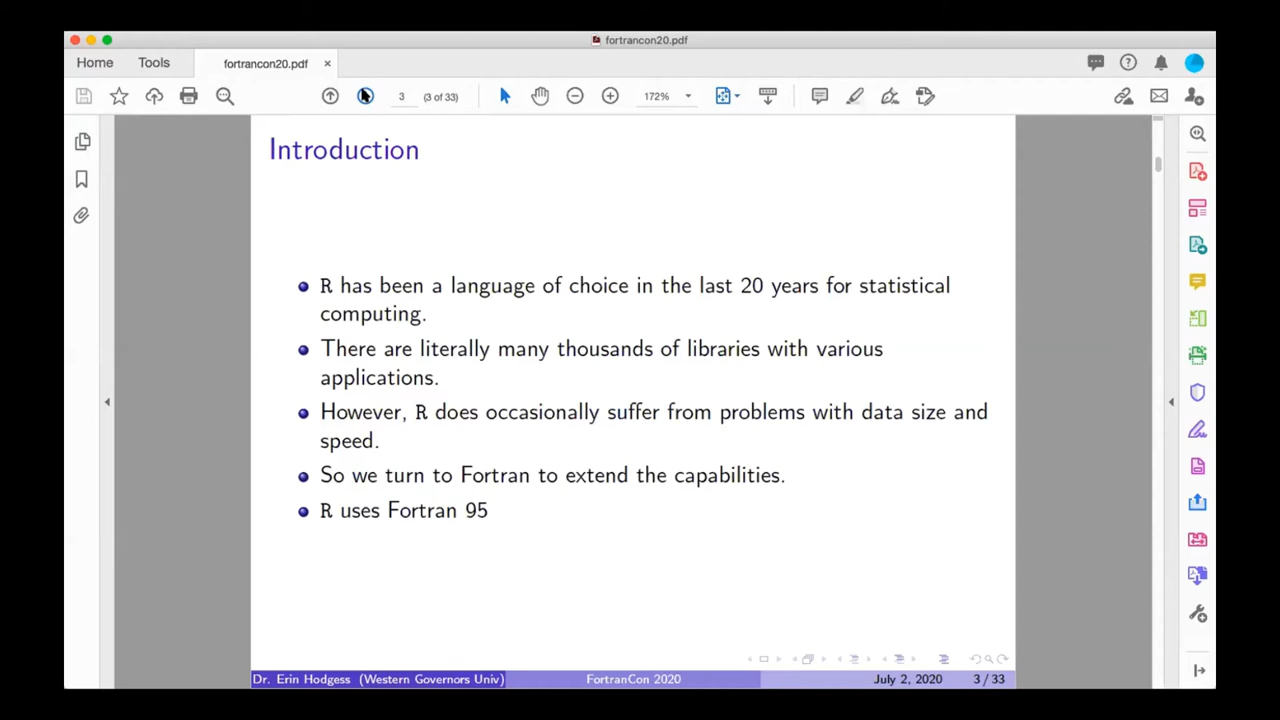 fortrancon20.pdf
Home
Tools
fortrancon20.pdf
3
(3 of 33)
172%
Introduction
R has been a language of choice in the last 20 years for statistical
computing.
There are literally many thousands of libraries with various
applications.
However, R does occasionally suffer from problems with data size and
speed.
So we turn to Fortran to extend the capabilities.
R uses Fortran 95
Dr. Erin Hodgess (Western Governors Univ)
FortranCon 2020
July 2, 2020
3 / 33